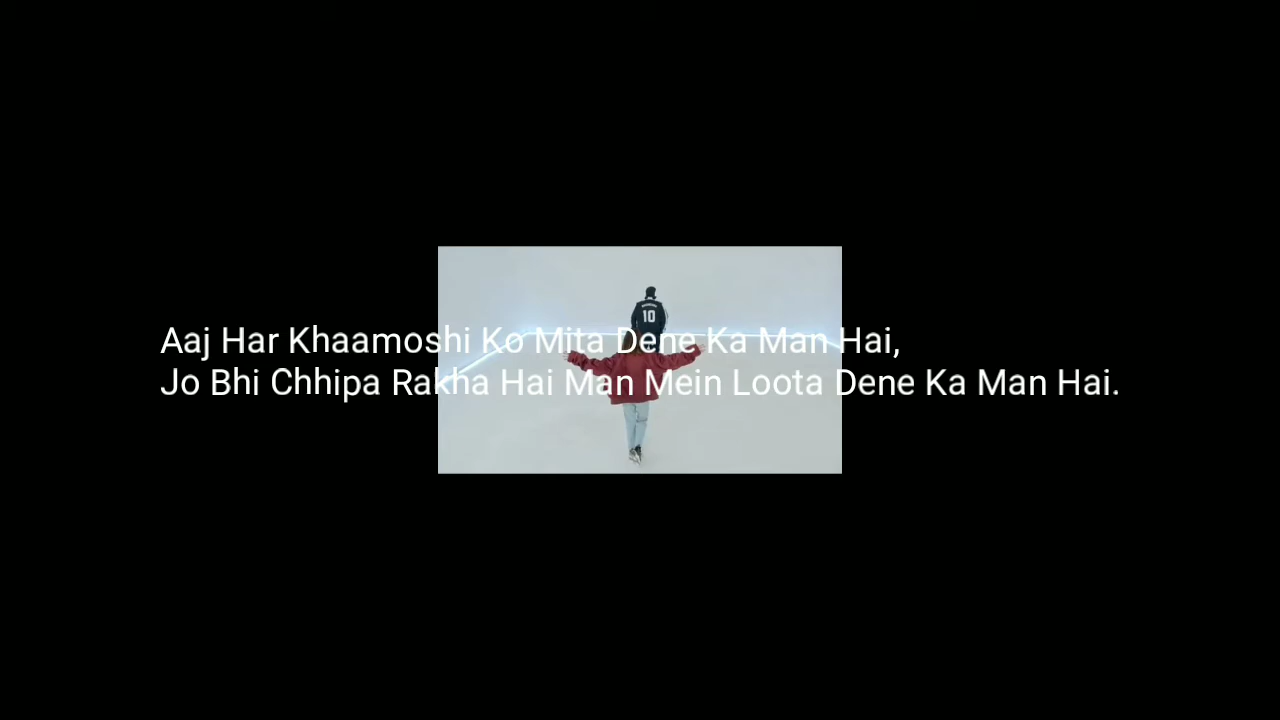 10
Aaj Har Khaamoshi Ko Mita Dene Ka Man Hai,
Jo Bhi Chhipa Rakha Hai Man Mein Loota Dene Ka Man Hai.